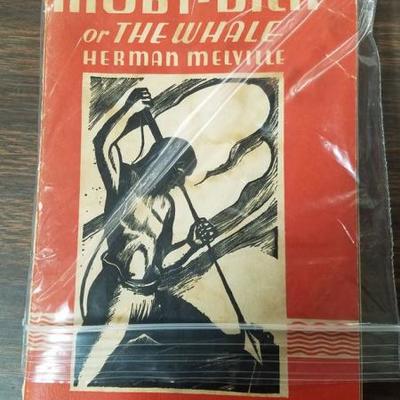 MOBY-DICK
or THE WHALE
HERMAN MELVILLE